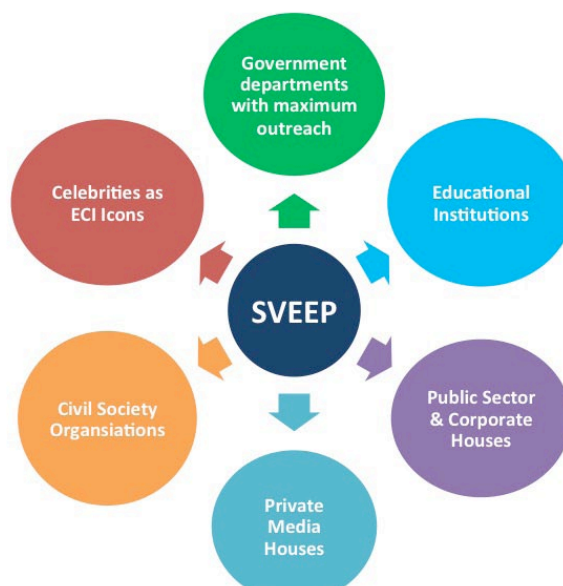 Government
departments
with maximum
outreach
Celebrities as
ECI Icons
Educational
Institutions
SVEEP
Civil Society
Organsiations
Public Sector
& Corporate
Houses
Private
Media
Houses